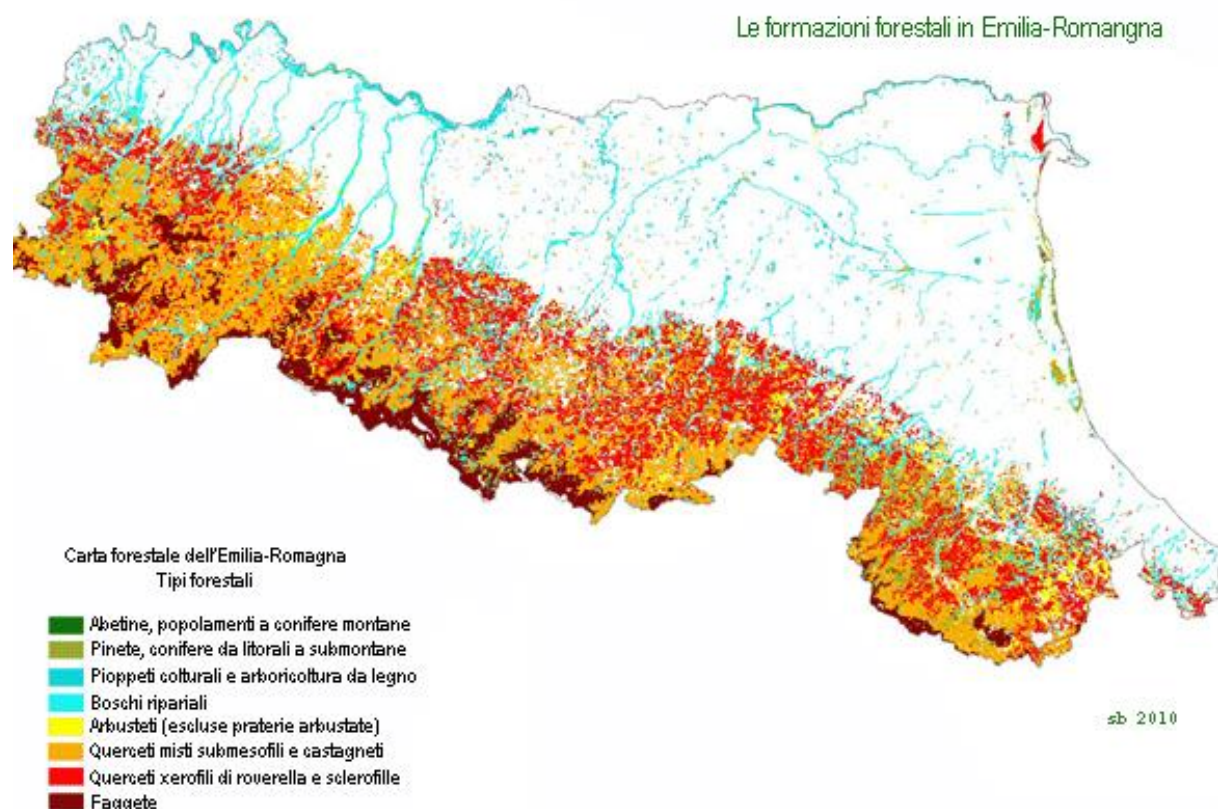 Le formazioni forestali in Emilia-Romangna
Carta forestale dell'Emilia-Romagna
Tipi forestali
Abetine, popolamenti a conifere montane
Pinete, conifere da litorali a submontane
Pioppeti colturali e arboricoltura da legno
Boschi ripariali
Arbusteti (escluse praterie arbustate)
Querceti misti submesofili e castagneti
Querceti xerofili di roverella e sclerofille
Faggete
sb 2010